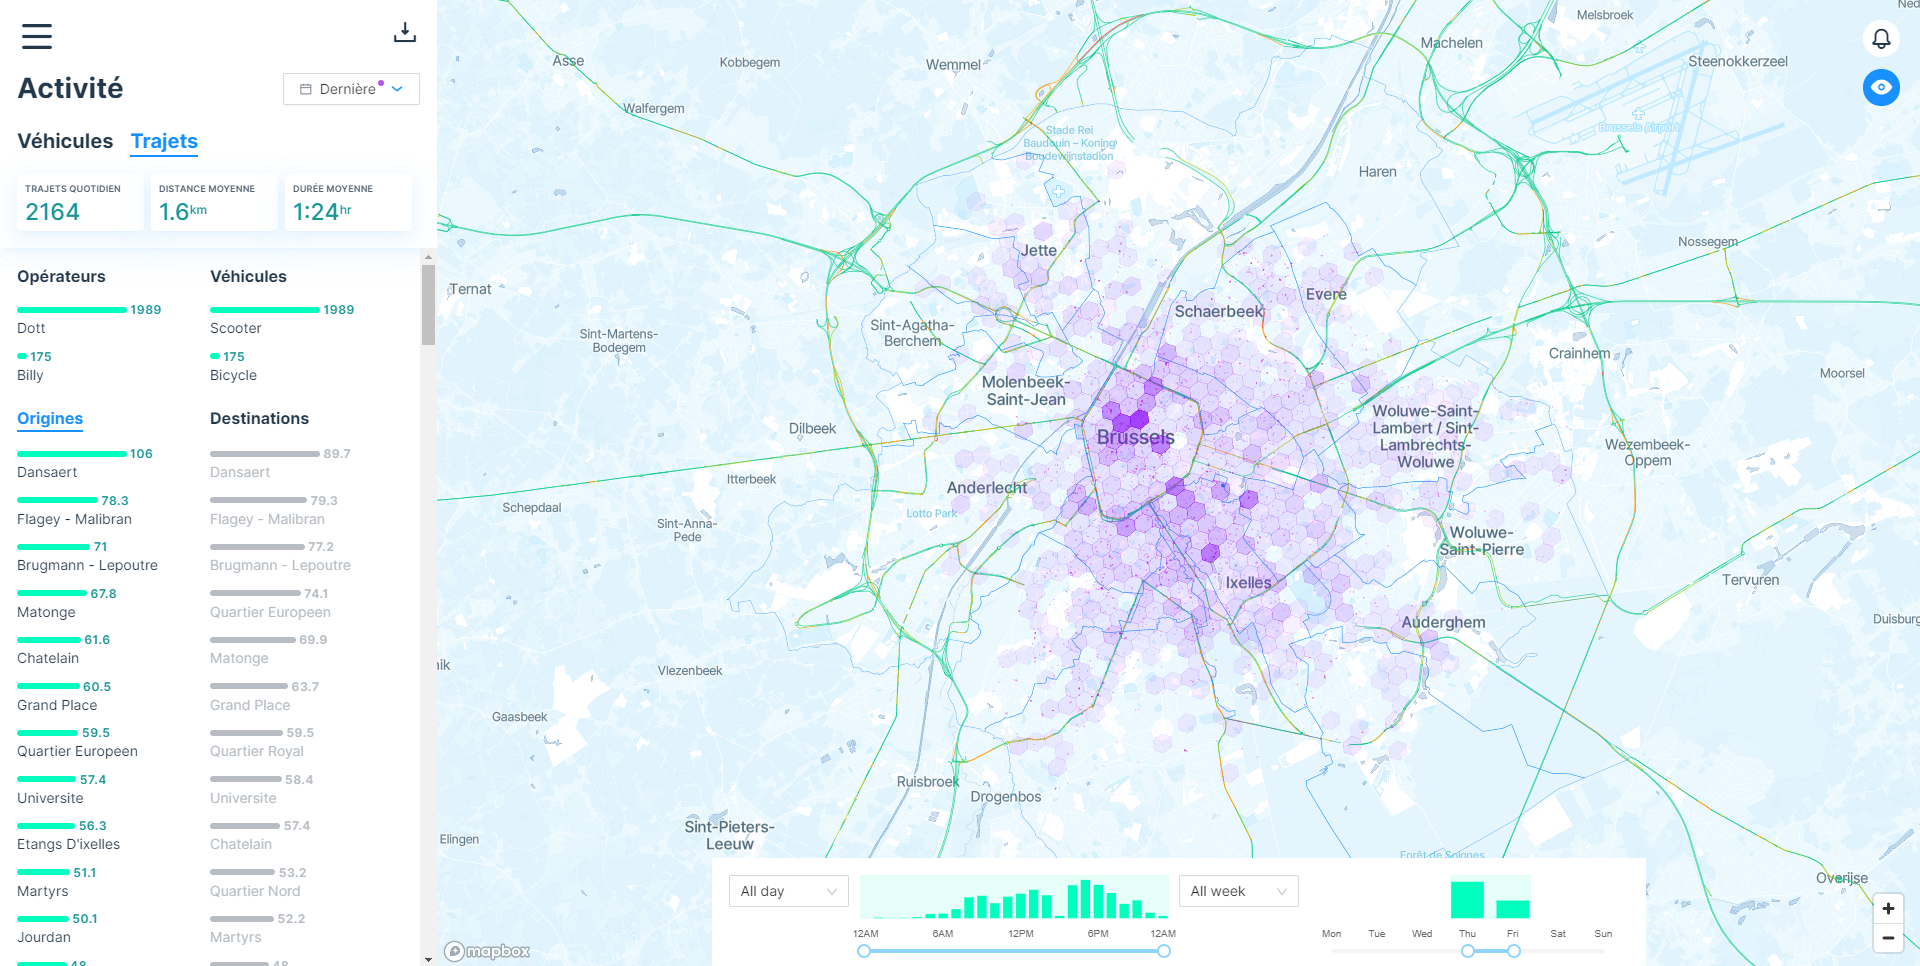 Activité
Dernière
Véhicules Trajets
TRAJETS QUOTIDIEN
2164
DISTANCE MOYENNE
1.6km
DURÉE MOYENNE
1:24hr
Opérateurs
1989
Dott
175
Billy
Véhicules
1989
Scooter
175
Bicycle
Origines
106
Dansaert
78.3
Flagey - Malibran
71
Brugmann - Lepoutre
67.8
Matonge
61.6
Chatelain
60.5
Grand Place
59.5
Quartier Europeen
57.4
Universite
56.3
Etangs D'ixelles
51.1
Martyrs
50.1
Jourdan
48
Destinations
89.7
Dansaert
79.3
Flagey - Malibran
77.2
Brugmann - Lepoutre
74.1
Quartier Europeen
69.9
Matonge
63.7
Grand Place
59.5
Quartier Royal
58.4
Universite
57.4
Chatelain
53.2
Quartier Nord
52.2
Martyrs
48
Ned
Melsbroek
Machelen
Asse
Kobbegem
Wemmel
Steenokkerzeel
Walfergem
Stade Roi
Baudouin – Koning
Boudewijnstadion
Brussels Airport
Haren
Jette
Nossegem
Ternat
Evere
Schaerbeek
Sint-Martens-
Bodegem
Sint-Agatha-
Berchem
Crainhem
Moorsel
Molenbeek-
Saint-Jean
Woluwe-Saint-
Lambert / Sint-
Lambrechts-
Woluwe
Dilbeek
Brussels
Wezembeek-
Oppem
Itterbeek
Anderlecht
Schepdaal
Lotto Park
Sint-Anna-
Pede
Woluwe-
Saint-Pierre
Ixelles
Tervuren
Auderghem
Duisburg
nik
Vlezenbeek
Gaasbeek
Ruisbroek
Drogenbos
Sint-Pieters-
Leeuw
Elingen
Forêt de Soignes
Overijse
All day
12AM 6AM 12PM 6PM 12AM
All week
Mon Tue Wed Thu Fri Sat Sun
mapbox